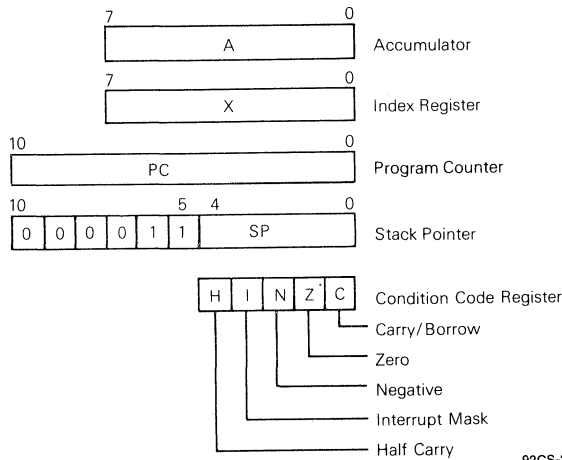 7 0
A Accumulator
7 0
X Index Register
10 0
PC Program Counter
10 5 4 0
0 0 0 0 1 1 SP Stack Pointer
H I N Z C Condition Code Register
Carry/Borrow
Zero
Negative
Interrupt Mask
Half Carry